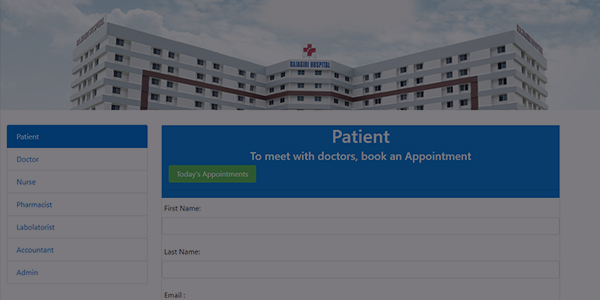 RAJAGIRI HOSPITAL
Patient
Doctor
Nurse
Pharmacist
Labolatorist
Accountant
Admin
Patient
To meet with doctors, book an Appointment
Today's Appointments
First Name:
Last Name:
Email :